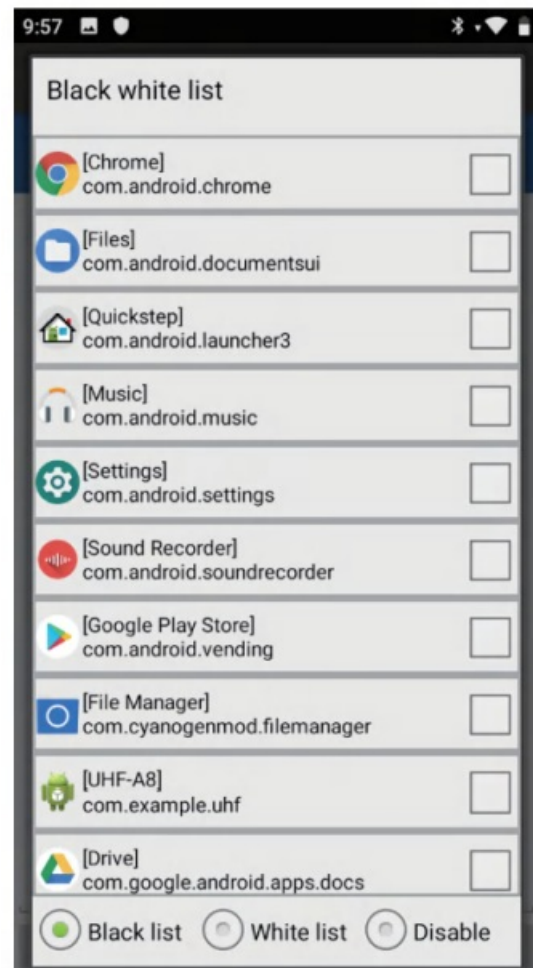 9:57
Black white list
[Chrome]
com.android.chrome
[Files]
com.android.documentsui
[Quickstep]
com.android.launcher3
[Music]
com.android.music
[Settings]
com.android.settings
[Sound Recorder]
com.android.soundrecorder
[Google Play Store]
com.android.vending
[File Manager]
com.cyanogenmod.filemanager
[UHF-A8]
com.example.uhf
[Drive]
com.google.android.apps.docs
Black list White list Disable